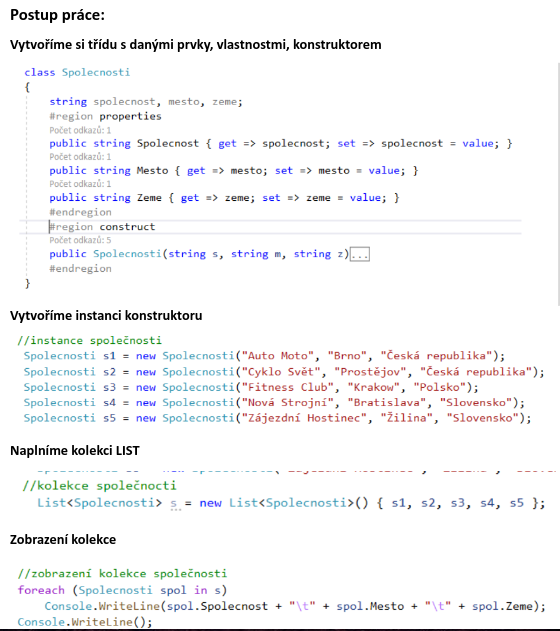 Postup práce:
Vytvoříme si třídu s danými prvky, vlastnostmi, konstruktorem
class Spolecnosti
{
string spolecnost, mesto, zeme;
#region properties
Počet odkazů: 1
public string Spolecnost { get => spolecnost; set => spolecnost = value; }
Počet odkazů: 1
public string Mesto { get => mesto; set => mesto = value; }
Počet odkazů: 1
public string Zeme { get => zeme; set => zeme = value; }
#endregion
#region construct
Počet odkazů: 5
public Spolecnosti(string s, string m, string z)...
#endregion
}
Vytvoříme instanci konstruktoru
//instance společnosti
Spolecnosti s1 = new Spolecnosti("Auto Moto", "Brno", "Česká republika");
Spolecnosti s2 = new Spolecnosti("Cyklo Svět", "Prostějov", "Česká republika");
Spolecnosti s3 = new Spolecnosti("Fitness Club", "Krakow", "Polsko");
Spolecnosti s4 = new Spolecnosti("Nová Strojní", "Bratislava", "Slovensko");
Spolecnosti s5 = new Spolecnosti("Zájezdní Hostinec", "Žilina", "Slovensko");
Naplníme kolekci LIST
//kolekce společnocti
List<Spolecnosti> s = new List<Spolecnosti>() { s1, s2, s3, s4, s5 };
Zobrazení kolekce
//zobrazení kolekce společnosti
foreach (Spolecnosti spol in s)
Console.WriteLine(spol.Spolecnost + "\t" + spol.Mesto + "\t" + spol.Zeme);
Console.WriteLine();